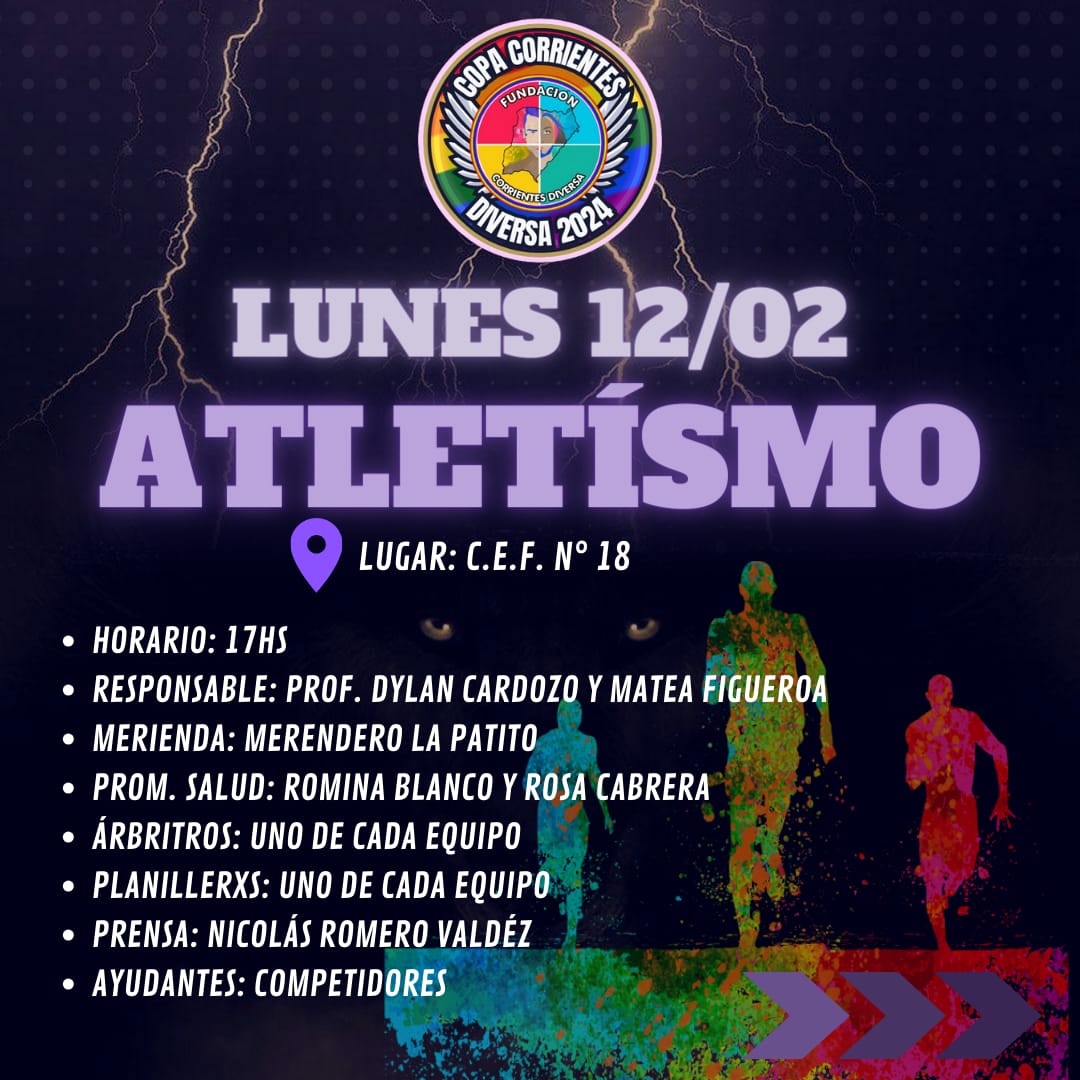 COPA CORRIENTES
FUNDACION
CORRIENTES DIVERSA
DIVERSA 2024
LUNES 12/02
ATLETÍSMO
LUGAR: C.E.F. N° 18
• HORARIO: 17HS
• RESPONSABLE: PROF. DYLAN CARDOZO Y MATEA FIGUEROA
• MERIENDA: MERENDERO LA PATITO
• PROM. SALUD: ROMINA BLANCO Y ROSA CABRERA
• ÁRBRITROS: UNO DE CADA EQUIPO
• PLANILLERXS: UNO DE CADA EQUIPO
• PRENSA: NICOLÁS ROMERO VALDÉZ
• AYUDANTES: COMPETIDORES